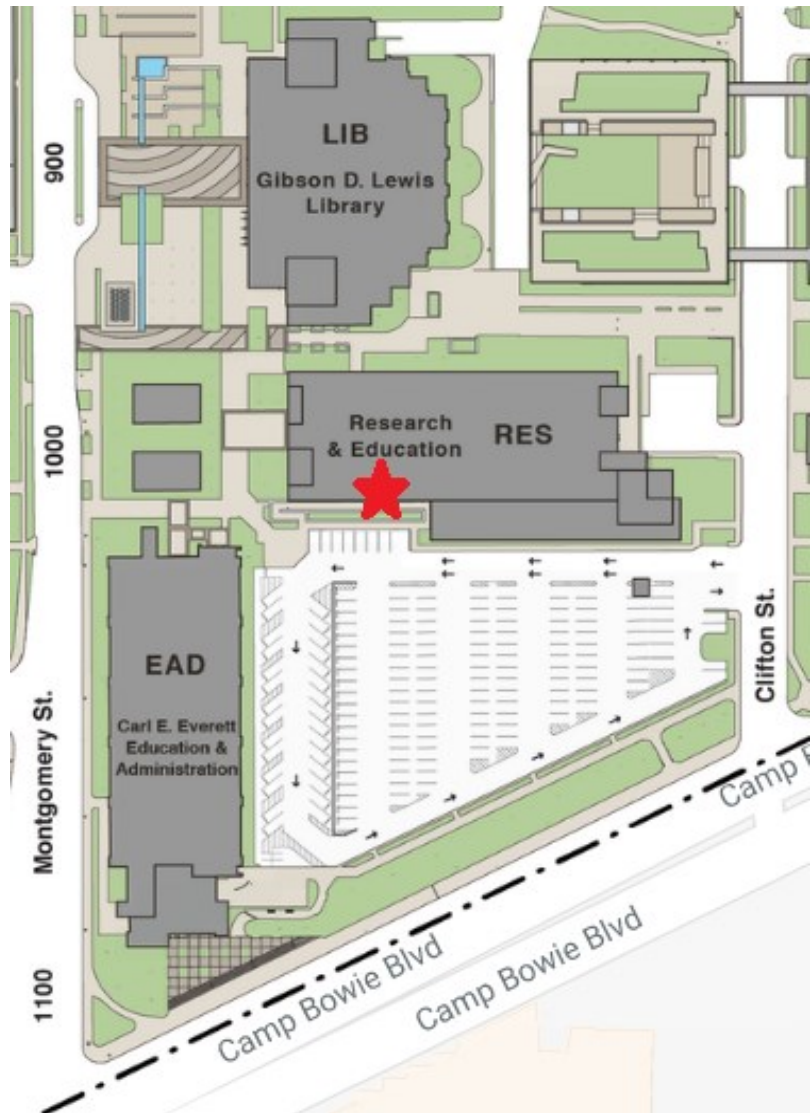 900
LIB
Gibson D. Lewis
Library
1000
Research
& Education
RES
EAD
Carl E. Everett
Education &
Administration
Montgomery St.
Clifton St.
1100
Camp Bowie Blvd
Camp Bowie Blvd
Camp B